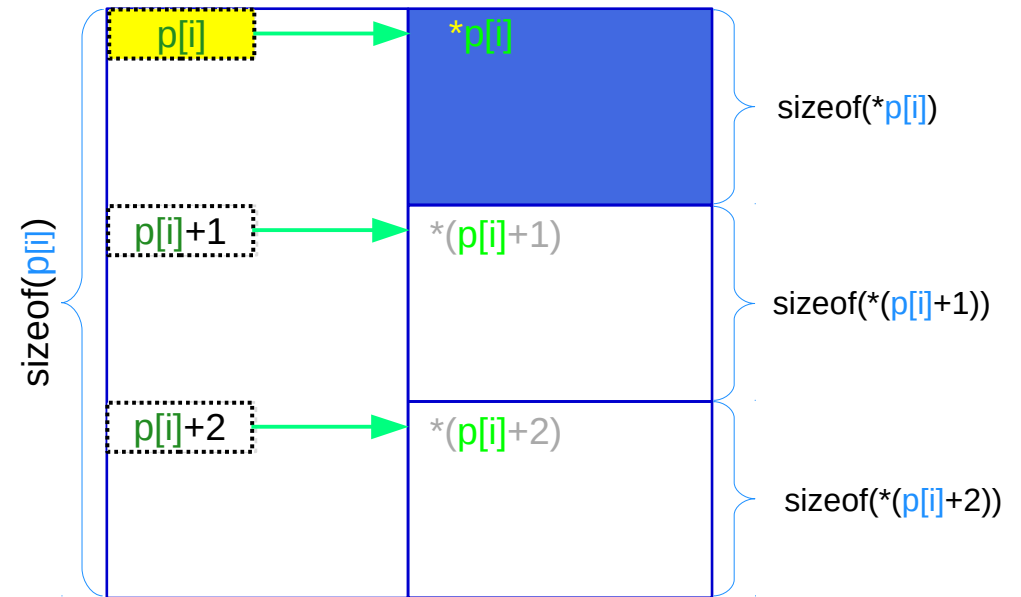 p[i]
*p[i]
sizeof(*p[i])
sizeof(p[i])
p[i]+1
*(p[i]+1)
sizeof(*(p[i]+1))
p[i]+2
*(p[i]+2)
sizeof(*(p[i]+2))